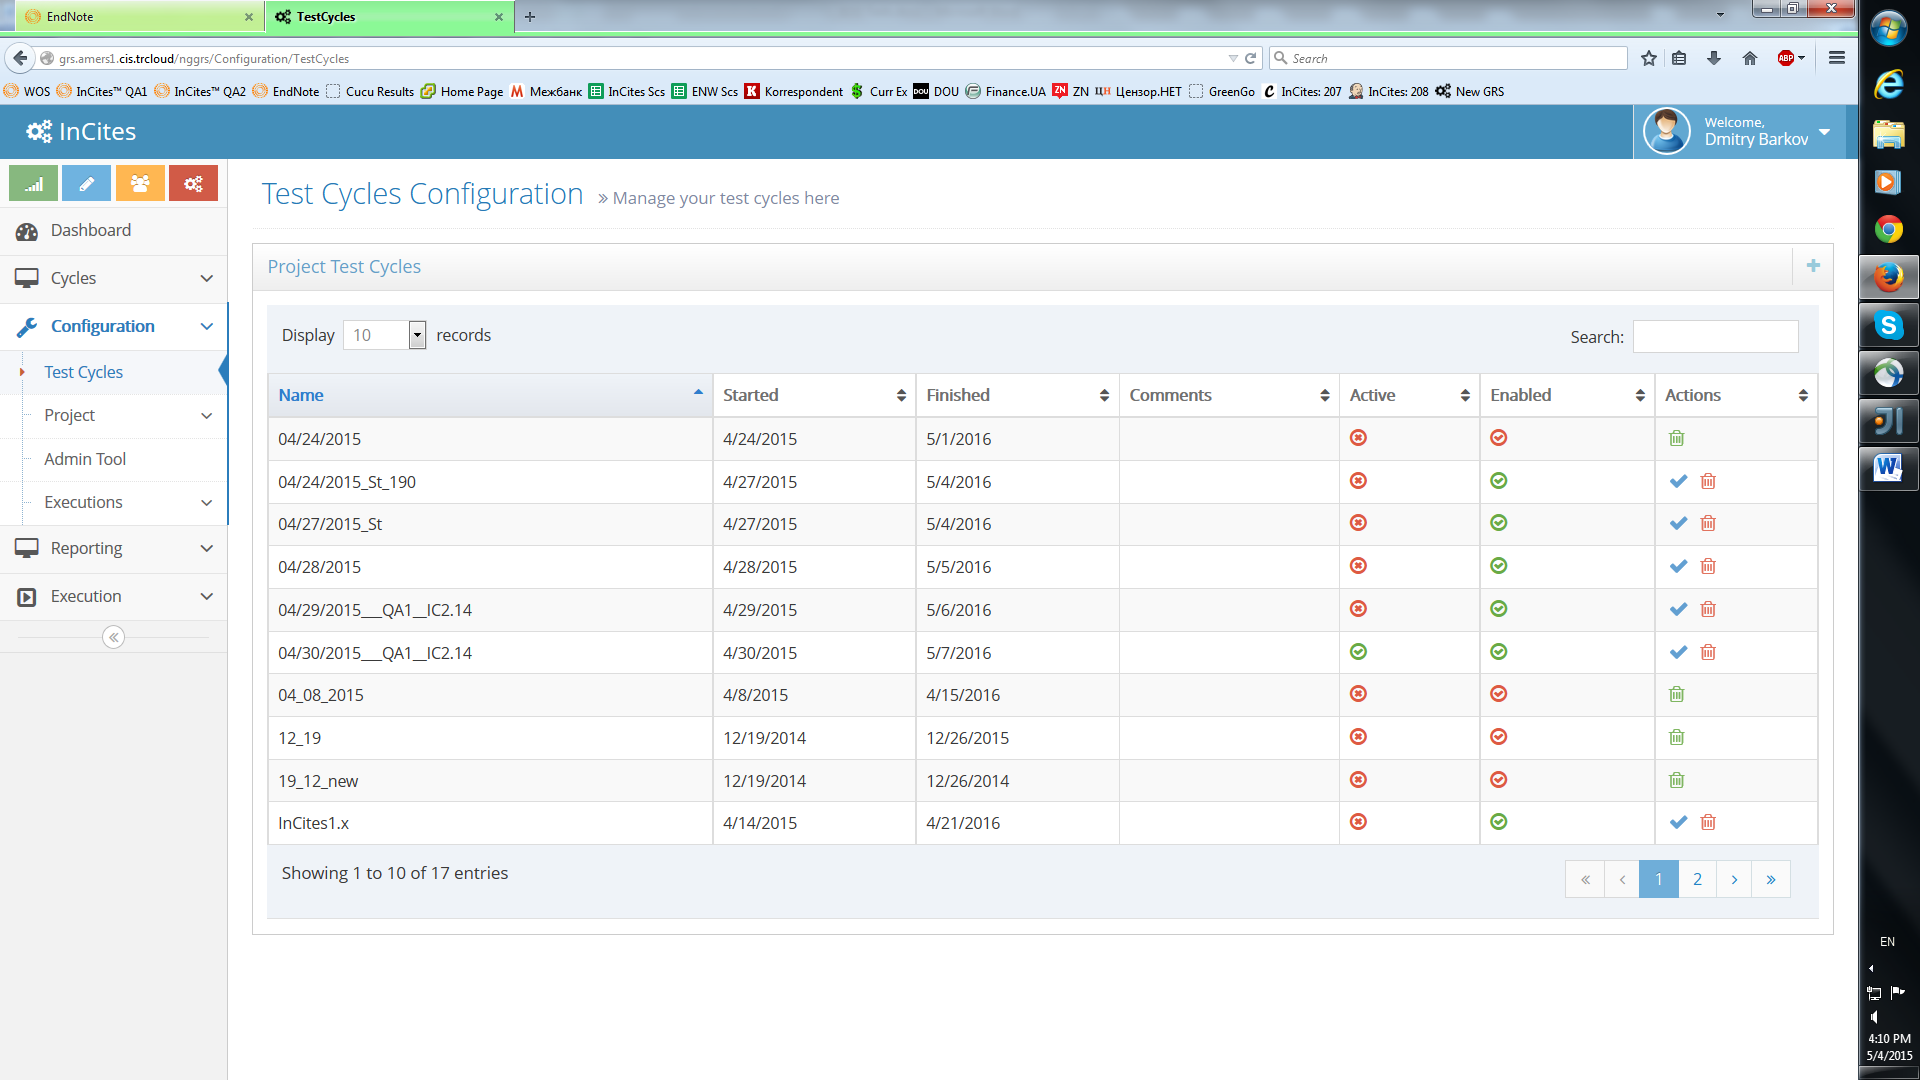 EndNote
TestCycles
grs.amers1.cis.trcloud/nggrs/Configuration/TestCycles
Search
ABP
WOS InCites™ QA1 InCites™ QA2 EndNote Cucu Results Home Page Межбанк InCites Scs ENW Scs Korrespondent Curr Ex DOU Finance.UA ZN Цензор.НЕТ GreenGo InCites: 207 InCites: 208 New GRS
InCites
Welcome,
Dmitry Barkov
Dashboard
Cycles
Configuration
Test Cycles
Project
Admin Tool
Executions
Reporting
Execution
Test Cycles Configuration » Manage your test cycles here
Project Test Cycles
Display 10 records
Search:
Name Started Finished Comments Active Enabled Actions
04/24/2015 4/24/2015 5/1/2016
04/24/2015_St_190 4/27/2015 5/4/2016
04/27/2015_St 4/27/2015 5/4/2016
04/28/2015 4/28/2015 5/5/2016
04/29/2015___QA1__IC2.14 4/29/2015 5/6/2016
04/30/2015___QA1__IC2.14 4/30/2015 5/7/2016
04_08_2015 4/8/2015 4/15/2016
12_19 12/19/2014 12/26/2015
19_12_new 12/19/2014 12/26/2014
InCites1.x 4/14/2015 4/21/2016
Showing 1 to 10 of 17 entries
« ‹ 1 2 › »
EN
4:10 PM
5/4/2015